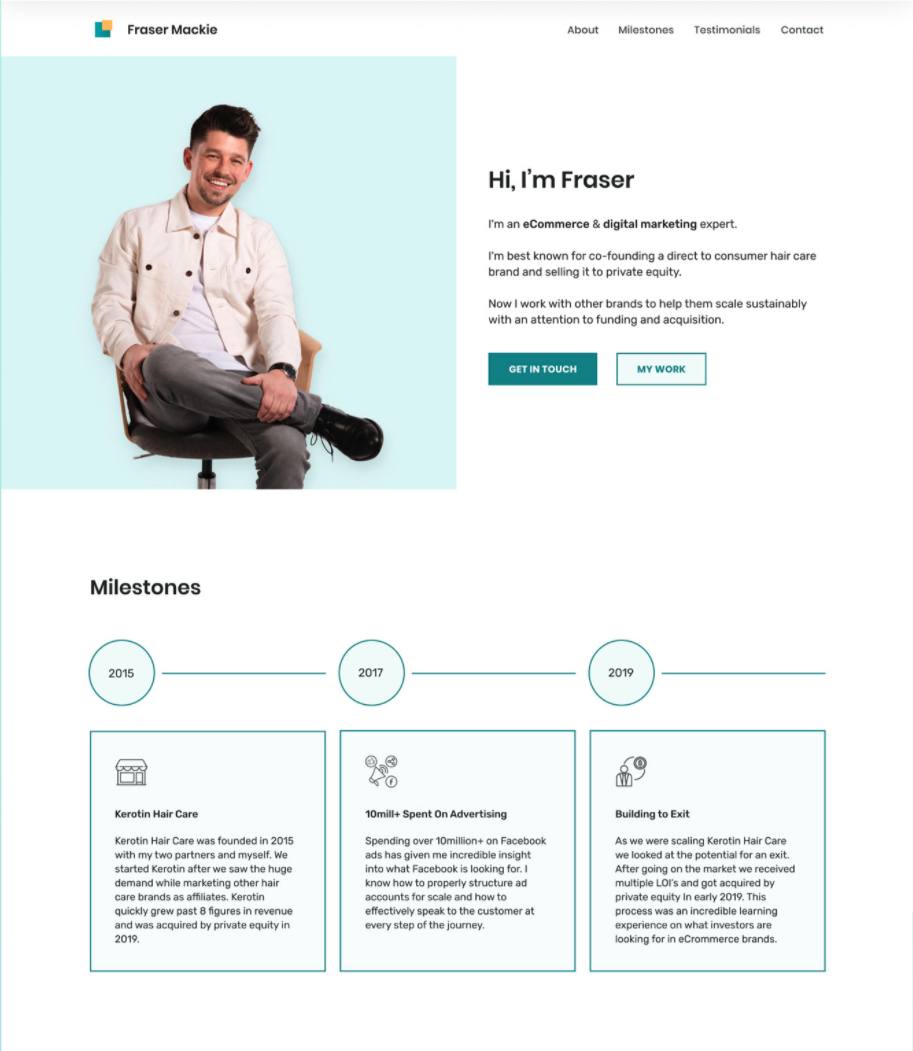 Fraser Mackie
About Milestones Testimonials Contact
Hi, I'm Fraser
I'm an eCommerce & digital marketing expert.
I'm best known for co-founding a direct to consumer hair care
brand and selling it to private equity.
Now I work with other brands to help them scale sustainably
with an attention to funding and acquisition.
GET IN TOUCH
MY WORK
Milestones
2015
2017
2019
Kerotin Hair Care
Kerotin Hair Care was founded in 2015
with my two partners and myself. We
started Kerotin after we saw the huge
demand while marketing other hair
care brands as affiliates. Kerotin
quickly grew past 8 figures in revenue
and was acquired by private equity in
2019.
10mill+ Spent On Advertising
Spending over 10million+ on Facebook
ads has given me incredible insight
into what Facebook is looking for. I
know how to properly structure ad
accounts for scale and how to
effectively speak to the customer at
every step of the journey.
Building to Exit
As we were scaling Kerotin Hair Care
we looked at the potential for an exit.
After going on the market we received
multiple LOI's and got acquired by
private equity In early 2019. This
process was an incredible learning
experience on what investors are
looking for in eCrommerce brands.